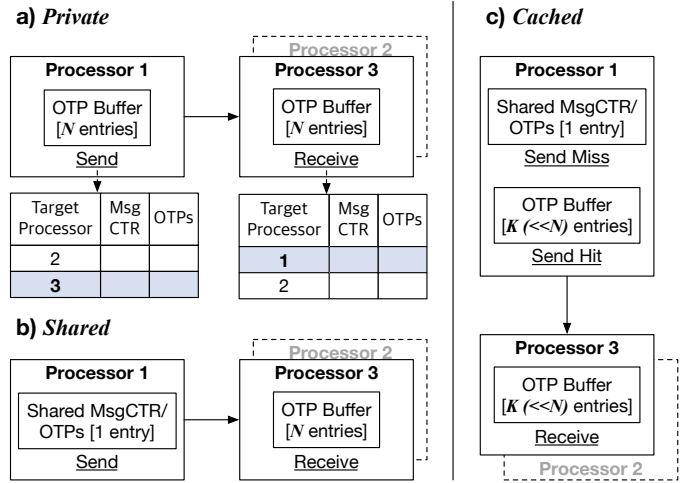 a) Private
Processor 2
Processor 1
OTP Buffer
[N entries]
Send
Processor 3
OTP Buffer
[N entries]
Receive
Target
Processor
Msg
CTR
OTPs
2
3
Target
Processor
Msg
CTR
OTPs
1
2
b) Shared
Processor 2
Processor 1
Shared MsgCTR/
OTPs [1 entry]
Send
Processor 3
OTP Buffer
[N entries]
Receive
c) Cached
Processor 1
Shared MsgCTR/
OTPs [1 entry]
Send Miss
OTP Buffer
[K (<<N) entries]
Send Hit
Processor 3
OTP Buffer
[K (<<N) entries]
Receive
Processor 2